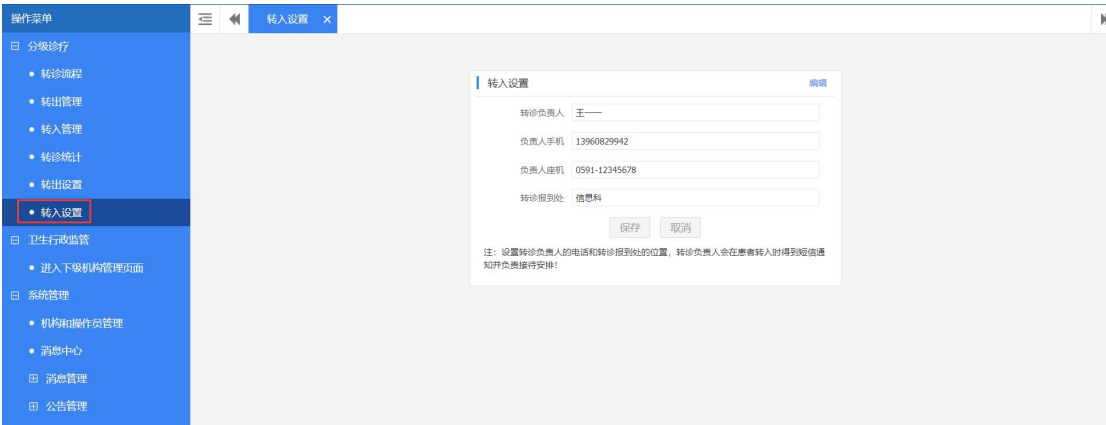 操作菜单
转入设置 ×
分级诊疗
转诊流程
转出管理
转入管理
转诊统计
转出设置
转入设置
卫生行政监管
进入下级机构管理页面
系统管理
机构和操作员管理
消息中心
消息管理
公告管理
转入设置 编辑
转诊负责人 王一一
负责人手机 13960829942
负责人座机 0591-12345678
转诊报到处 信息科
保存 取消
注：设置转诊负责人的电话和转诊报到处的位置，转诊负责人会在患者转入时得到短信通
知并负责接待安排！